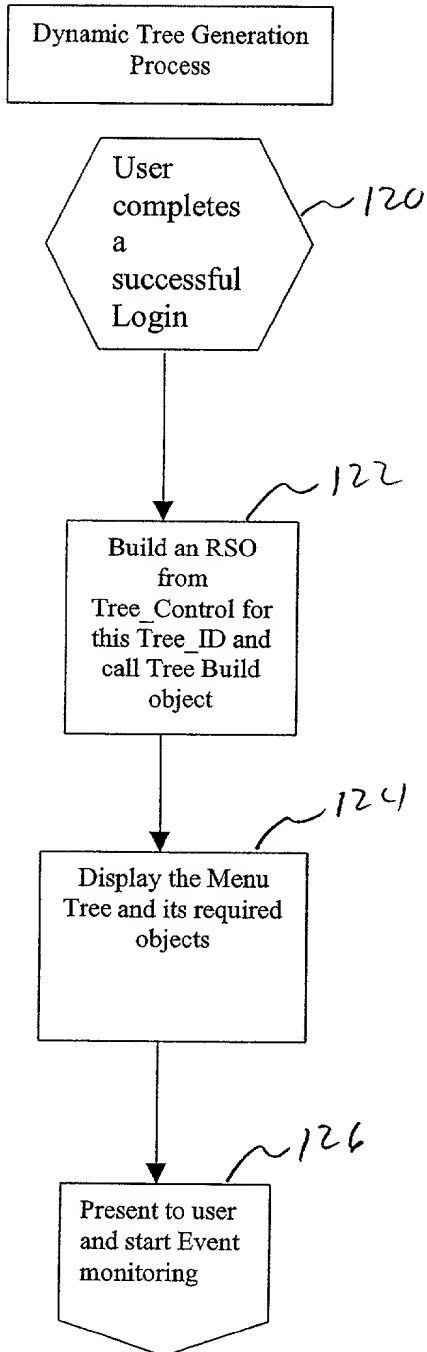 Dynamic Tree Generation
Process
User
completes
a
successful
Login
120
122
Build an RSO
from
Tree_Control for
this Tree_ID and
call Tree Build
object
124
Display the Menu
Tree and its required
objects
126
Present to user
and start Event
monitoring